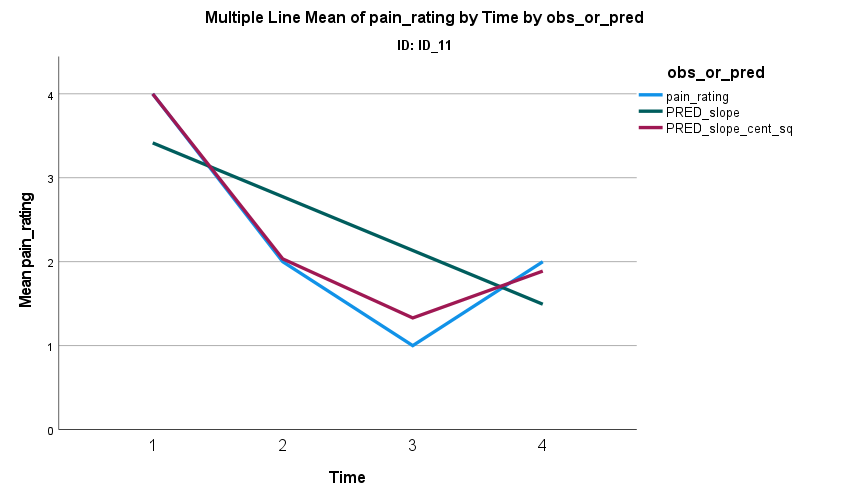 Multiple Line Mean of pain_rating by Time by obs_or_pred
ID: ID_11
obs_or_pred
pain_rating
PRED_slope
PRED_slope_cent_sq
Mean pain_rating
4
3
2
1
0
1 2 3 4
Time